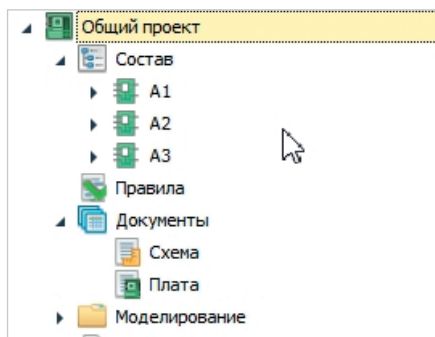 Общий проект
Состав
A1
A2
A3
Правила
Документы
Схема
Плата
Моделирование